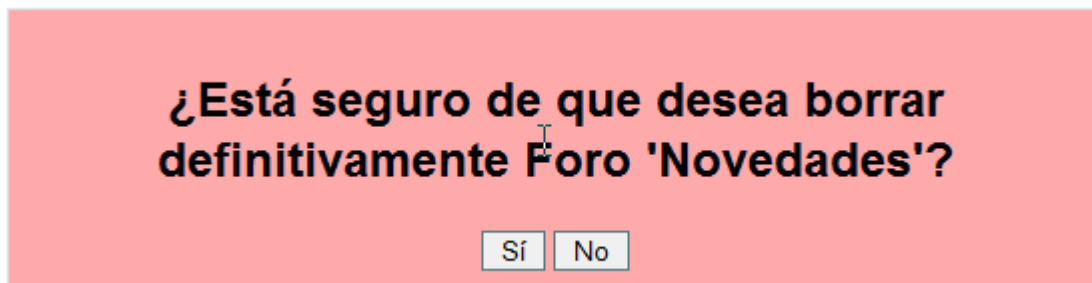 ¿Está seguro de que desea borrar
definitivamente Foro 'Novedades'?
Sí No